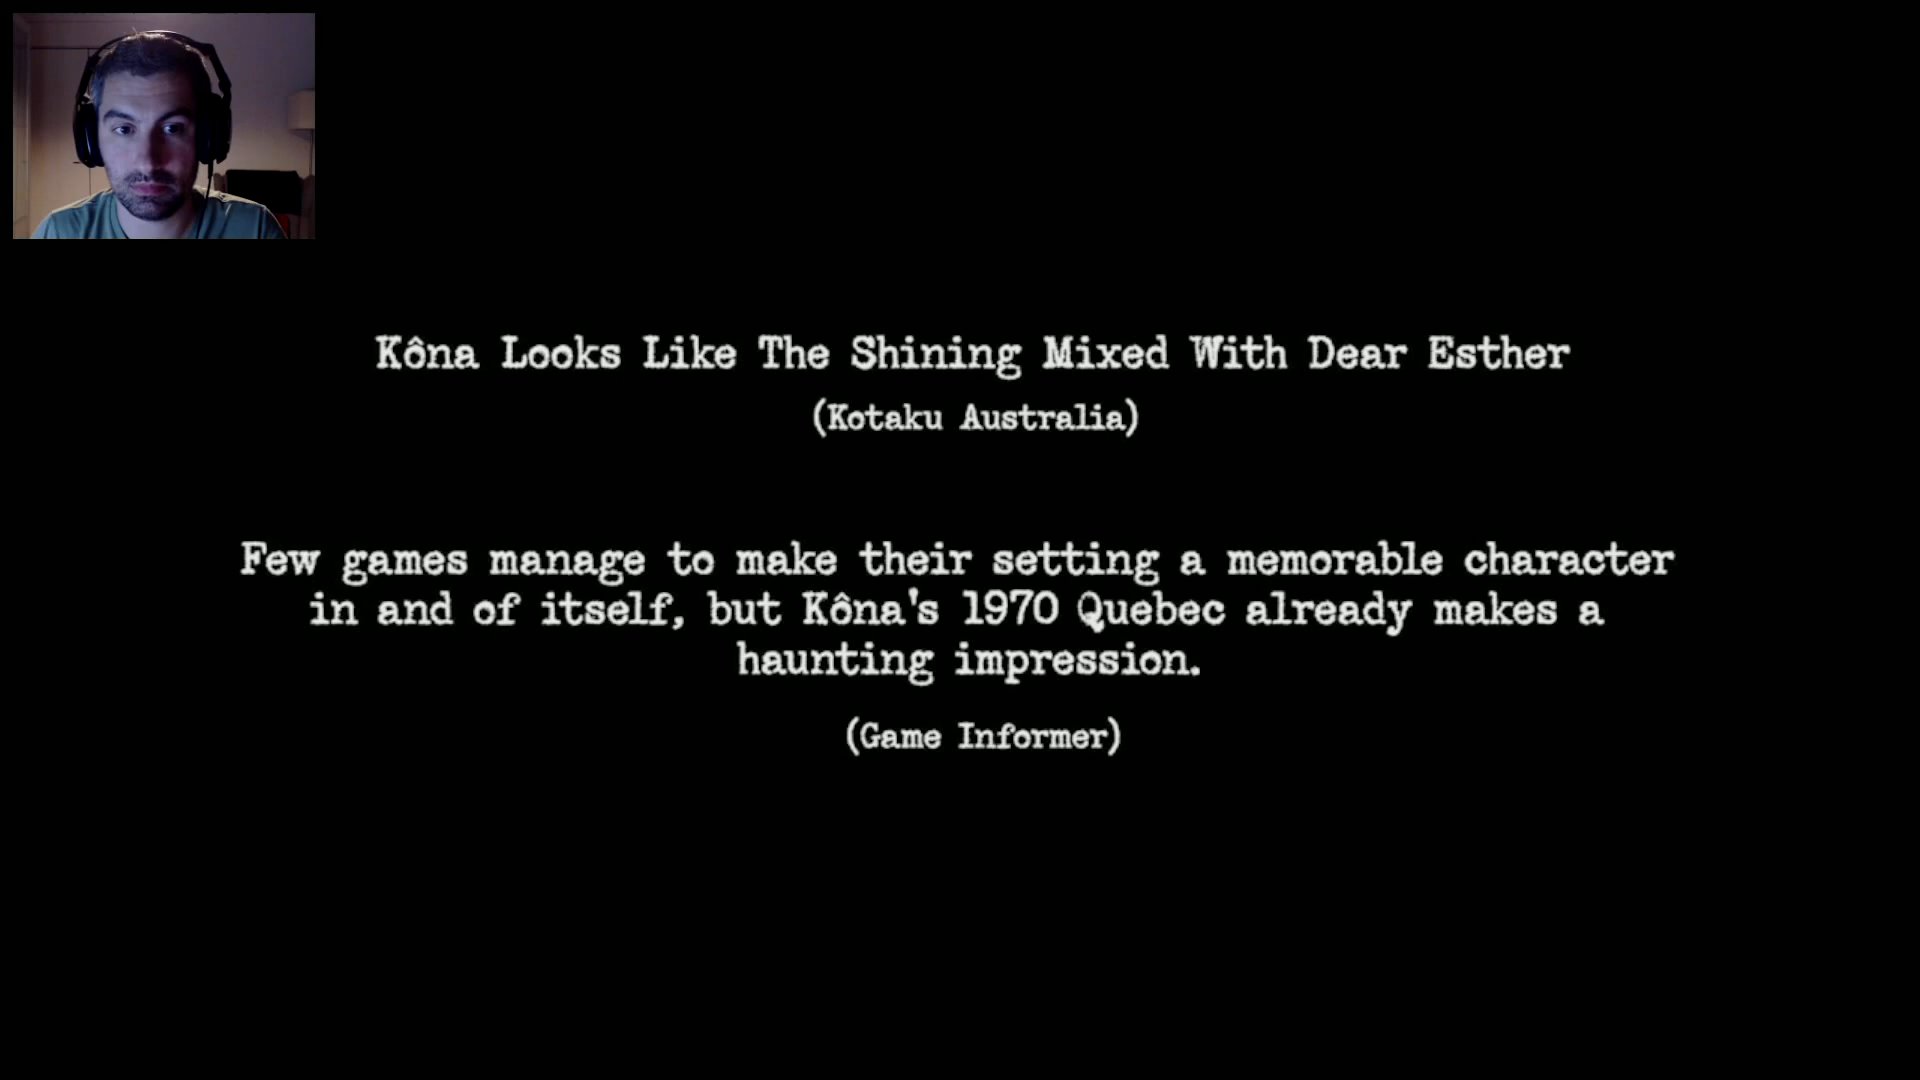 Kôna Looks Like The Shining Mixed With Dear Esther
(Kotaku Australia)
Few games manage to make their setting a memorable character
in and of itself, but Kôna's 1970 Quebec already makes a
haunting impression.
(Game Informer)